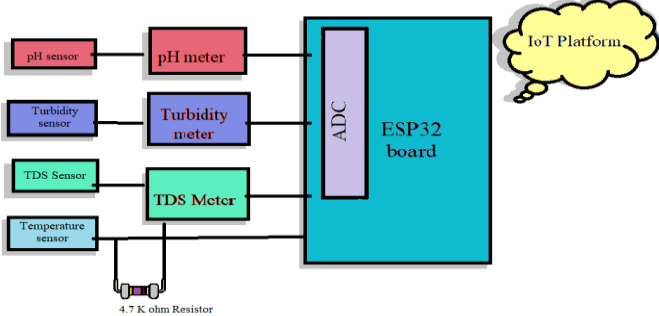 pH sensor
pH meter
Turbidity
sensor
Turbidity
meter
TDS Sensor
TDS Meter
Temperature
sensor
4.7 K ohm Resistor
ADC
ESP32
board
IoT Platform